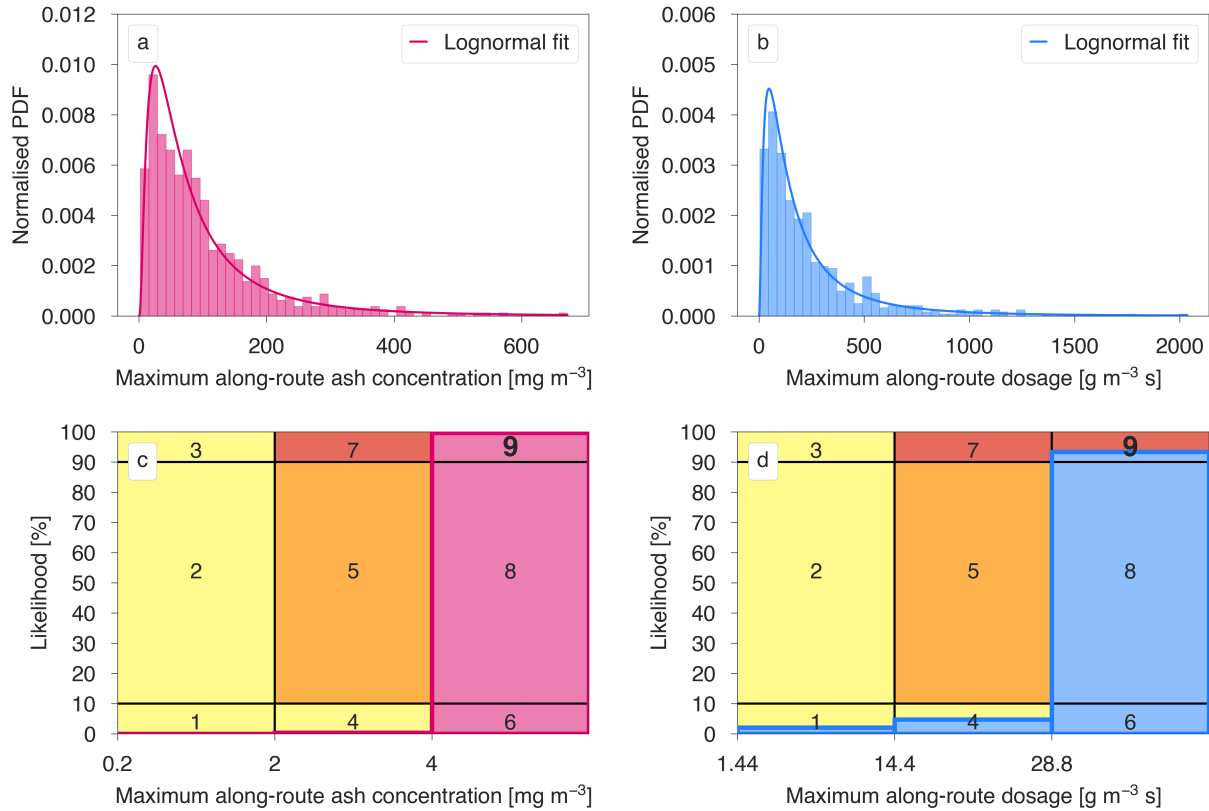 0.012
0.010
0.008
0.006
0.004
0.002
0.000
Normalised PDF
a
Lognormal fit
0 200 400 600
Maximum along-route ash concentration [mg m⁻³]
0.006
0.005
0.004
0.003
0.002
0.001
0.000
Normalised PDF
b
Lognormal fit
0 500 1000 1500 2000
Maximum along-route dosage [g m⁻³ s]
100
90
80
70
60
50
40
30
20
10
0
Likelihood [%]
c
3 7 9
2 5 8
1 4 6
0.2 2 4
Maximum along-route ash concentration [mg m⁻³]
100
90
80
70
60
50
40
30
20
10
0
Likelihood [%]
d
3 7 9
2 5 8
1 4 6
1.44 14.4 28.8
Maximum along-route dosage [g m⁻³ s]